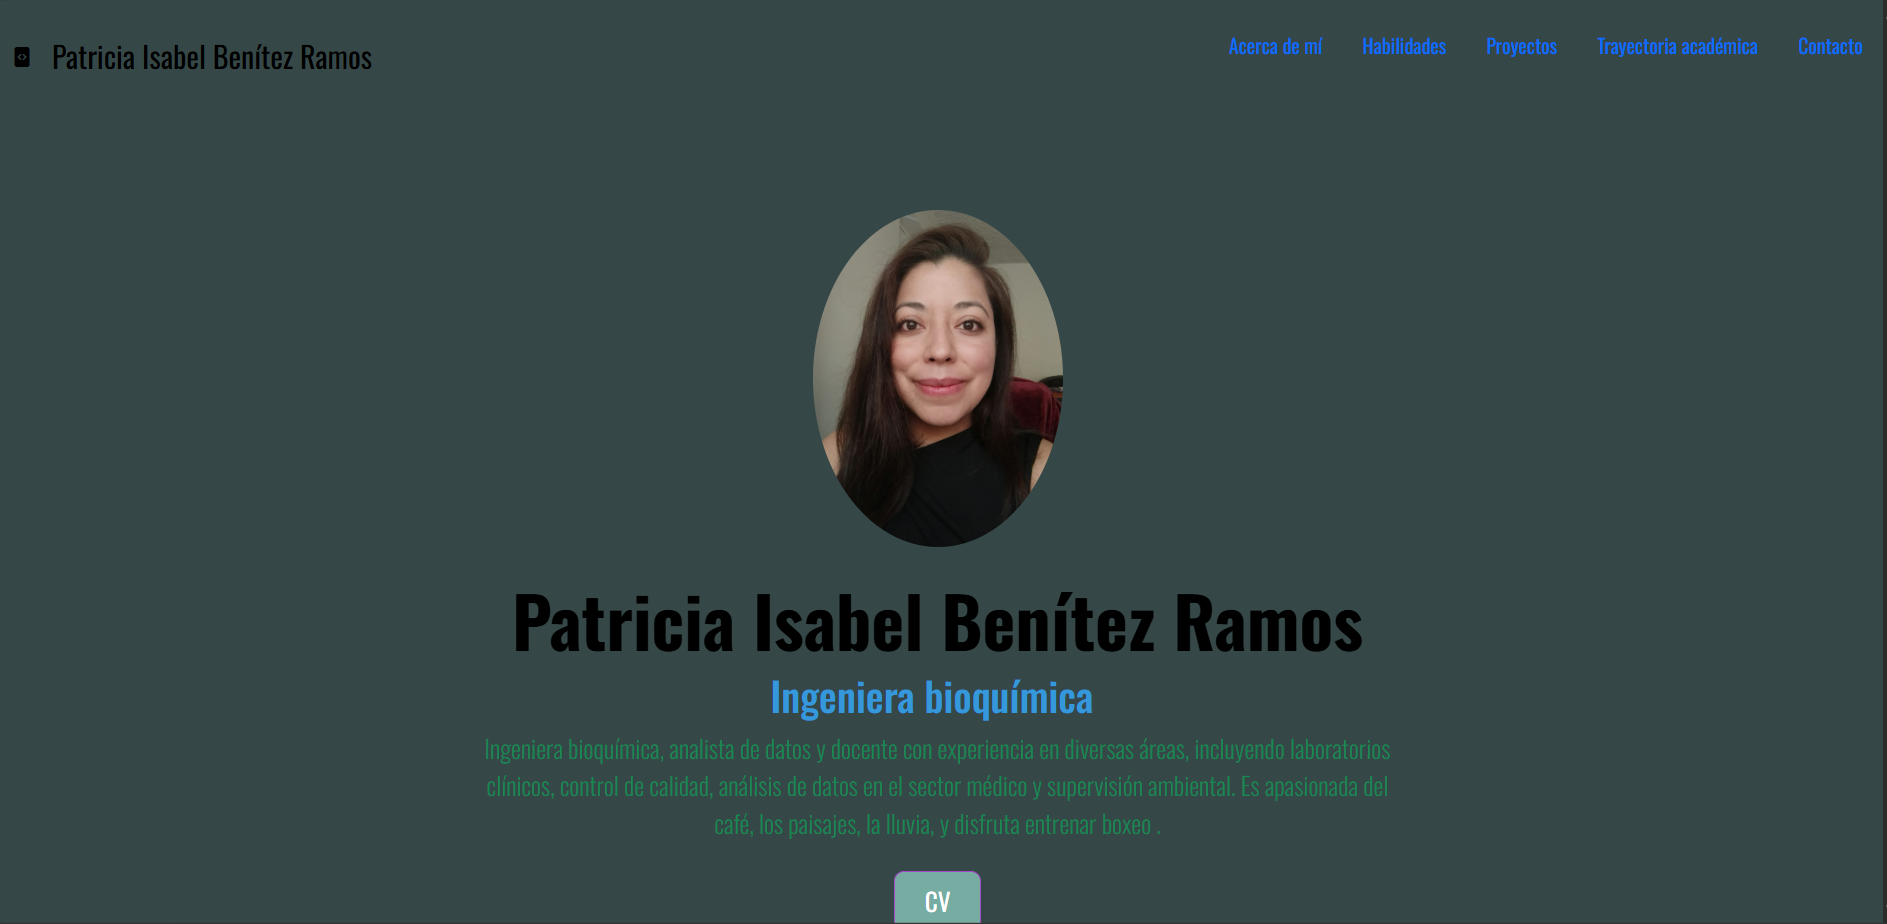 Patricia Isabel Benítez Ramos
Acerca de mí
Habilidades
Proyectos
Trayectoria académica
Contacto
Patricia Isabel Benítez Ramos
Ingeniera bioquímica
Ingeniera bioquímica, analista de datos y docente con experiencia en diversas áreas, incluyendo laboratorios
clínicos, control de calidad, análisis de datos en el sector médico y supervisión ambiental. Es apasionada del
café, los paisajes, la lluvia, y disfruta entrenar boxeo .
CV